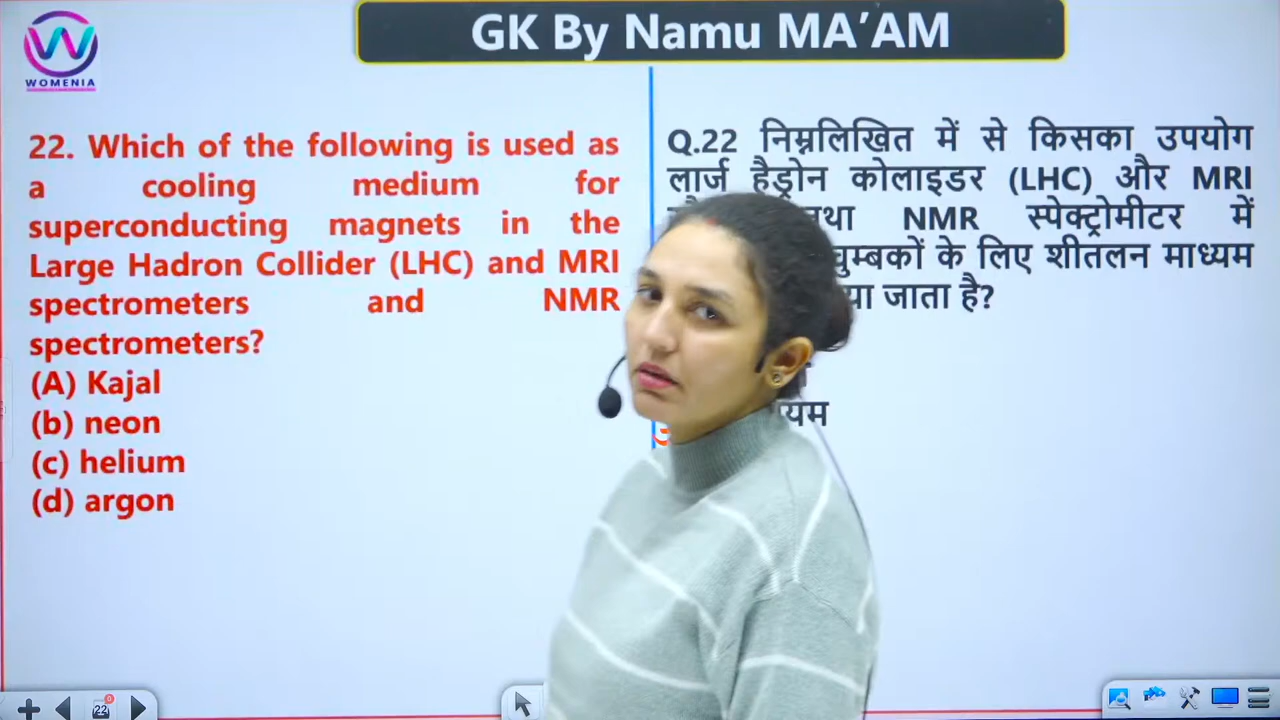 WOMENIA
GK By Namu MA'AM
22. Which of the following is used as
a cooling medium for
superconducting magnets in the
Large Hadron Collider (LHC) and MRI
spectrometers and NMR
spectrometers?
(A) Kajal
(b) neon
(c) helium
(d) argon
Q.22 निम्नलिखित में से किसका उपयोग
लार्ज हैड्रोन कोलाइडर (LHC) और MRI
NMR स्पेक्ट्रोमीटर में
के लिए शीतलन माध्यम
जाता है?
22